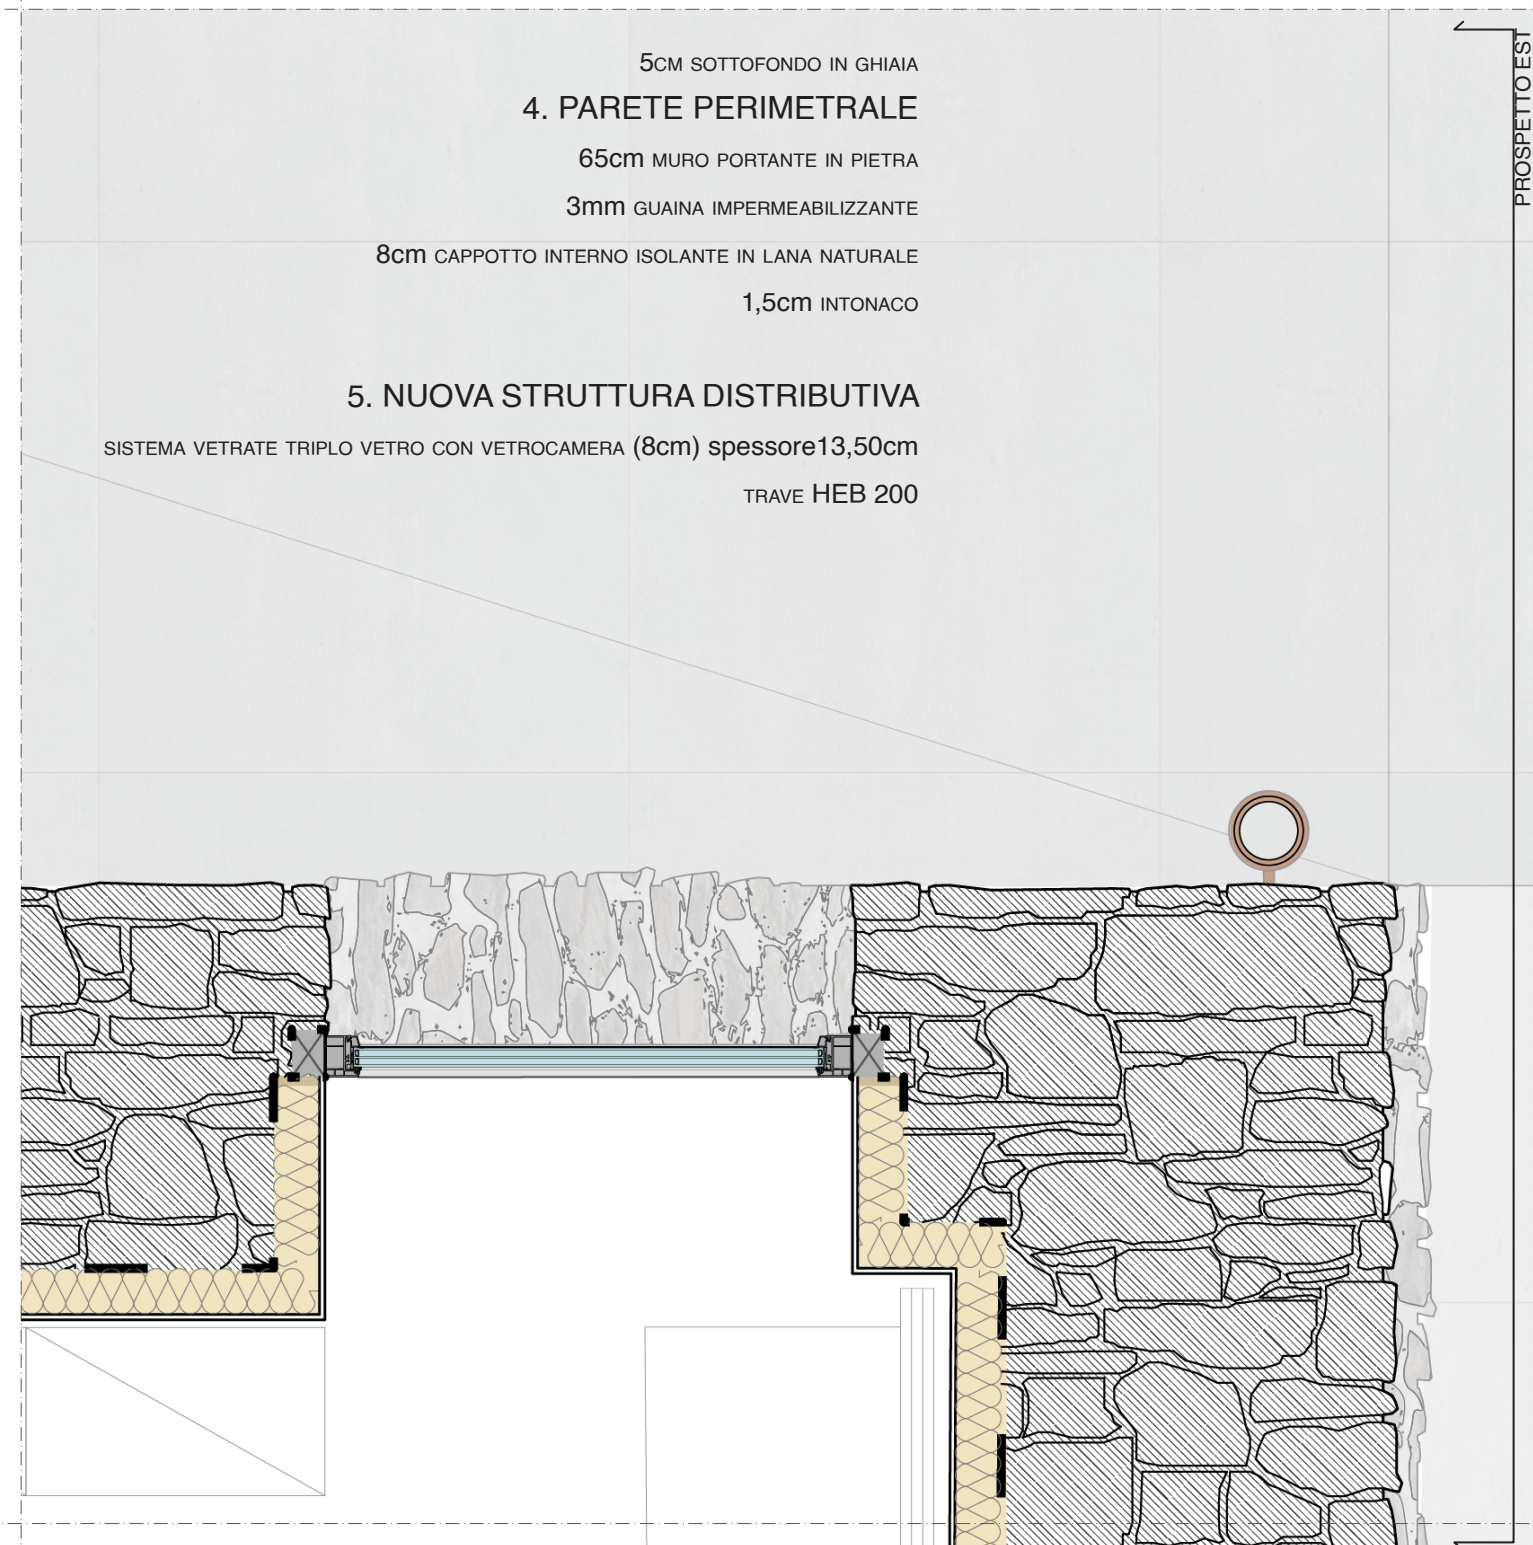 5CM SOTTOFONDO IN GHIAIA
4. PARETE PERIMETRALE
65cm MURO PORTANTE IN PIETRA
3mm GUAINA IMPERMEABILIZZANTE
8cm CAPPOTTO INTERNO ISOLANTE IN LANA NATURALE
1,5cm INTONACO
5. NUOVA STRUTTURA DISTRIBUTIVA
SISTEMA VETRATE TRIPLO VETRO CON VETROCAMERA (8cm) spessore13,50cm
TRAVE HEB 200
PROSPETTO EST